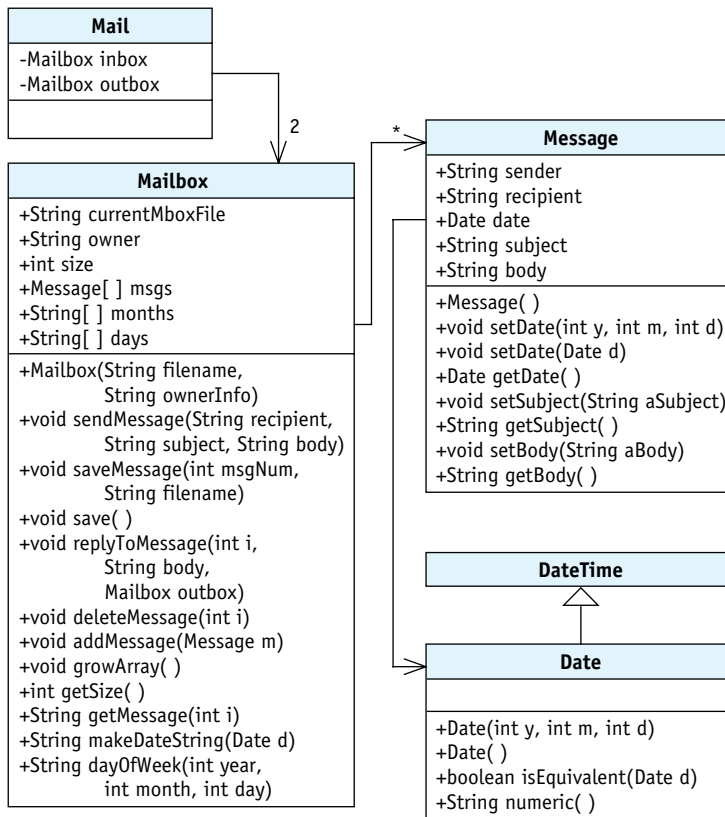 Mail
-Mailbox inbox
-Mailbox outbox
2
Mailbox
+String currentMboxFile
+String owner
+int size
+Message[ ] msgs
+String[ ] months
+String[ ] days
+Mailbox(String filename,
String ownerInfo)
+void sendMessage(String recipient,
String subject, String body)
+void saveMessage(int msgNum,
String filename)
+void save( )
+void replyToMessage(int i,
String body,
Mailbox outbox)
+void deleteMessage(int i)
+void addMessage(Message m)
+void growArray( )
+int getSize( )
+String getMessage(int i)
+String makeDateString(Date d)
+String dayOfWeek(int year,
int month, int day)
*
Message
+String sender
+String recipient
+Date date
+String subject
+String body
+Message( )
+void setDate(int y, int m, int d)
+void setDate(Date d)
+Date getDate( )
+void setSubject(String aSubject)
+String getSubject( )
+void setBody(String aBody)
+String getBody( )
DateTime
Date
+Date(int y, int m, int d)
+Date( )
+boolean isEquivalent(Date d)
+String numeric( )